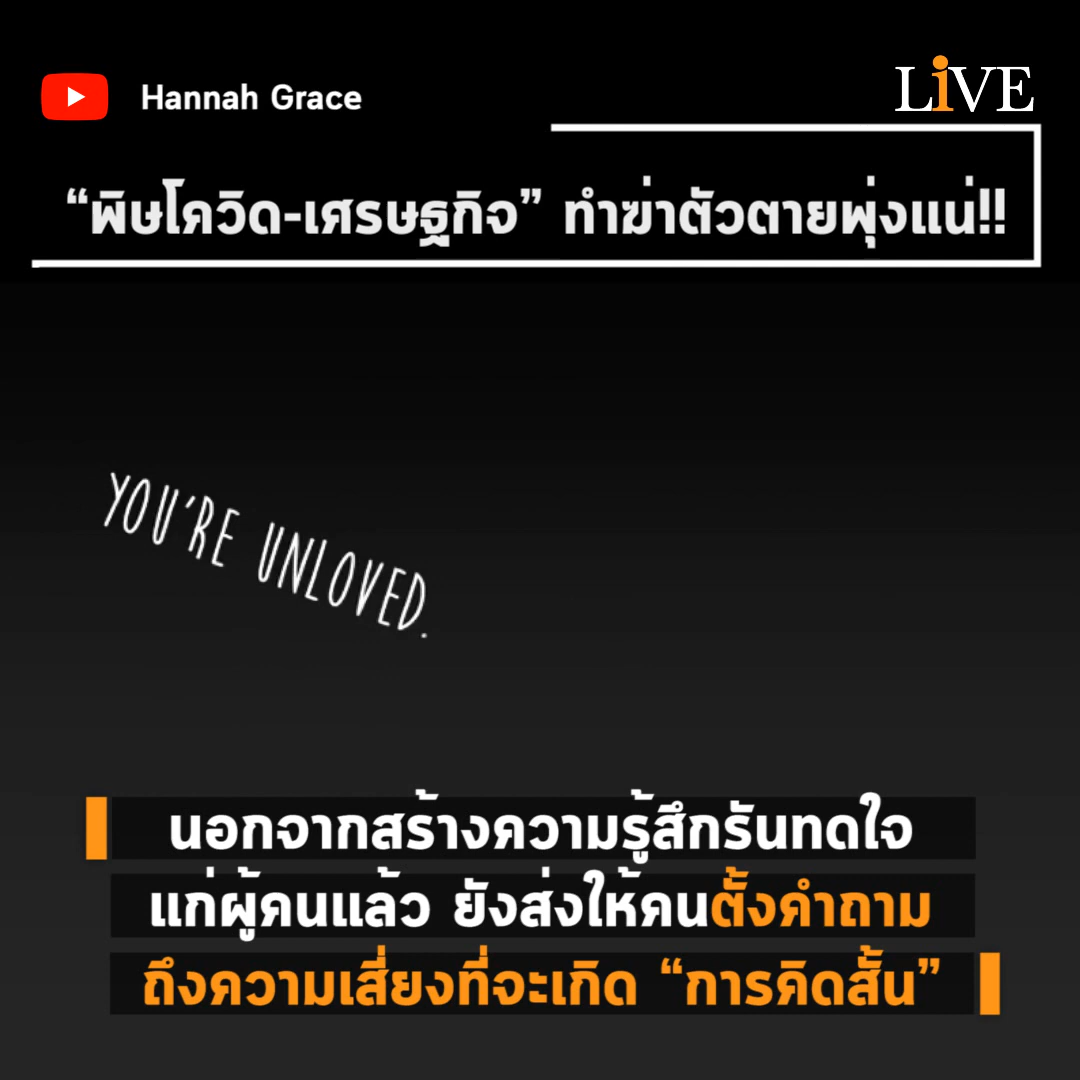 Hannah Grace
LiVE
“พิษโควิด-เศรษฐกิจ” ทำฆ่าตัวตายพุ่งแน่!!
YOU'RE UNLOVED.
นอกจากสร้างความรู้สึกรันทดใจ
แก่ผู้คนแล้ว ยังส่งให้คนตั้งคำถาม
ถึงความเสี่ยงที่จะเกิด “การคิดสั้น”